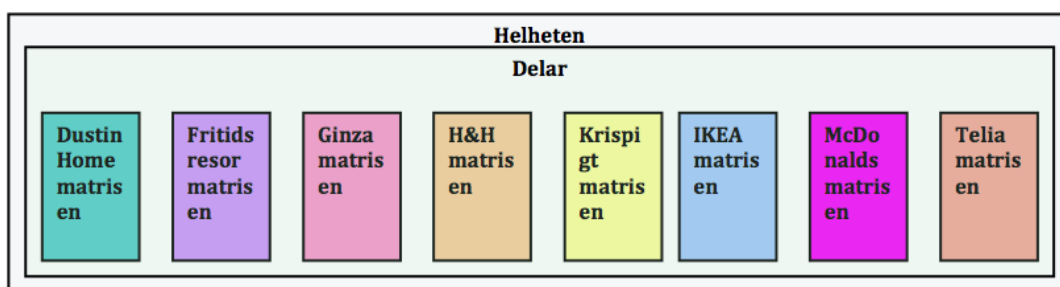 Helheten
Delar
Dustin
Home
matris
en
Fritids
resor
matris
en
Ginza
matris
en
H&H
matris
en
Krispi
gt
matris
en
IKEA
matris
en
McDo
nalds
matris
en
Telia
matris
en